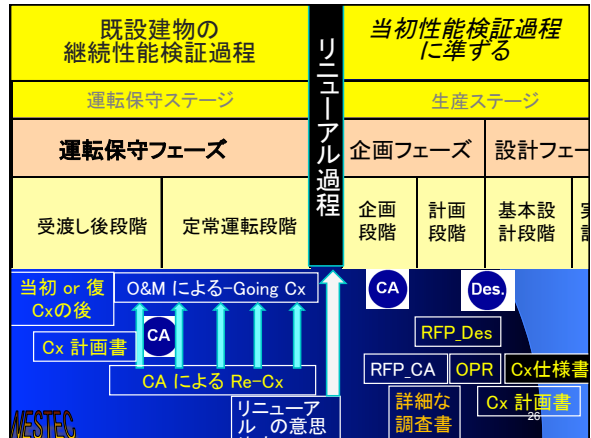 既設建物の
継続性能検証過程
リニューアル過程
当初性能検証過程
に準ずる
運転保守ステージ
生産ステージ
運転保守フェーズ
企画フェーズ
設計フェー
受渡し後段階
定常運転段階
企画
段階
計画
段階
基本設
計段階
当初 or 復
Cxの後
O&M による-Going Cx
CA
Des.
Cx 計画書
CA
RFP_Des
CA による Re-Cx
RFP_CA
OPR
Cx仕様書
リニューア
ル の意思
詳細な
調査書
Cx 計画書
26
WESTEC